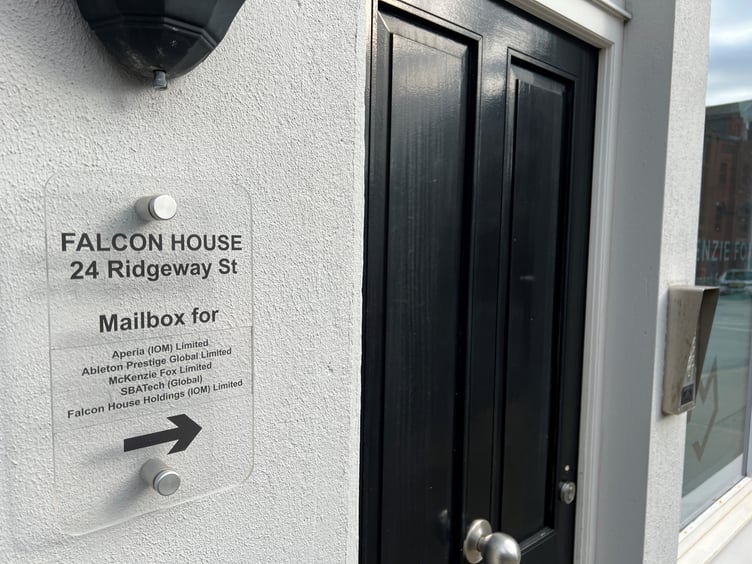 FALCON HOUSE
24 Ridgeway St
Mailbox for
Aperia (IOM) Limited
Ableton Prestige Global Limited
McKenzie Fox Limited
SBATech (Global)
Falcon House Holdings (IOM) Limited